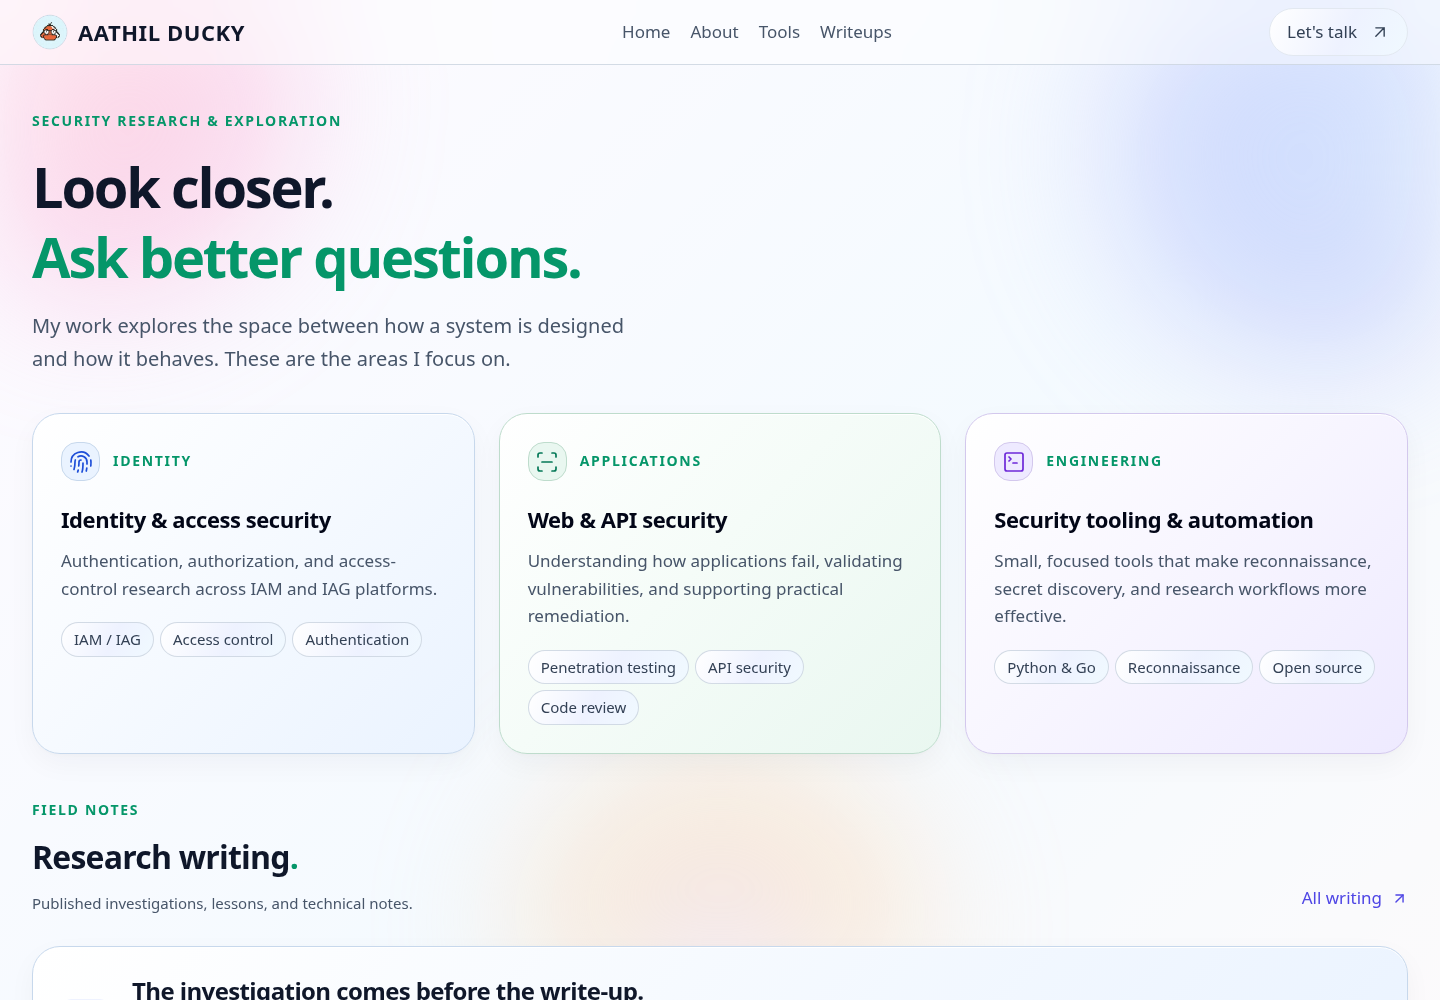 AATHIL DUCKY
Home
About
Tools
Writeups
Let's talk
SECURITY RESEARCH & EXPLORATION
Look closer.
Ask better questions.
My work explores the space between how a system is designed
and how it behaves. These are the areas I focus on.
IDENTITY
Identity & access security
Authentication, authorization, and access-
control research across IAM and IAG platforms.
IAM / IAG
Access control
Authentication
APPLICATIONS
Web & API security
Understanding how applications fail, validating
vulnerabilities, and supporting practical
remediation.
Penetration testing
API security
Code review
ENGINEERING
Security tooling & automation
Small, focused tools that make reconnaissance,
secret discovery, and research workflows more
effective.
Python & Go
Reconnaissance
Open source
FIELD NOTES
Research writing.
Published investigations, lessons, and technical notes.
All writing
The investigation comes before the write-up.